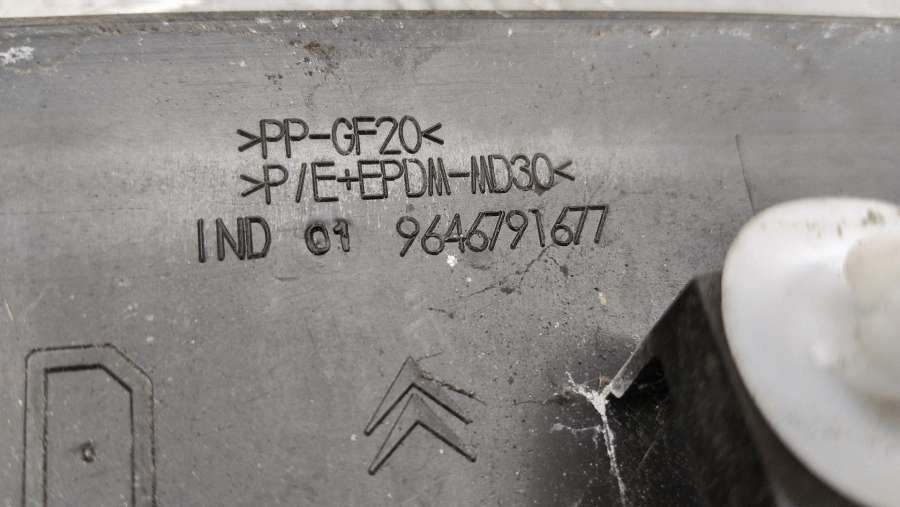 >PP-GF20<
>P/E+EPDM-MD30<
IND 01 9646791677